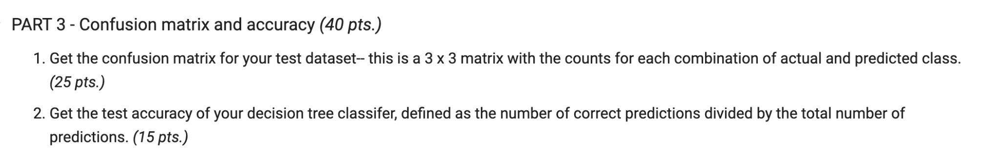 PART 3 - Confusion matrix and accuracy (40 pts.)
1. Get the confusion matrix for your test dataset-- this is a 3 x 3 matrix with the counts for each combination of actual and predicted class.
(25 pts.)
2. Get the test accuracy of your decision tree classifer, defined as the number of correct predictions divided by the total number of
predictions. (15 pts.)